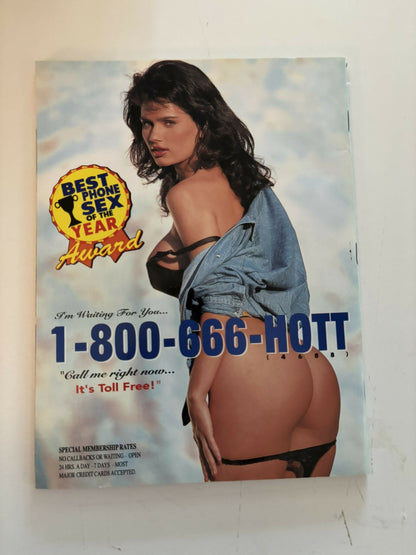 BEST
PHONE
SEX
OF THE
YEAR
Award
I'm Waiting For You...
1-800-666-HOTT
(4688)
"Call me right now...
It's Toll Free!"
SPECIAL MEMBERSHIP RATES
NO CALLBACKS OR WAITING - OPEN
24 HRS. A DAY - 7 DAYS - MOST
MAJOR CREDIT CARDS ACCEPTED.